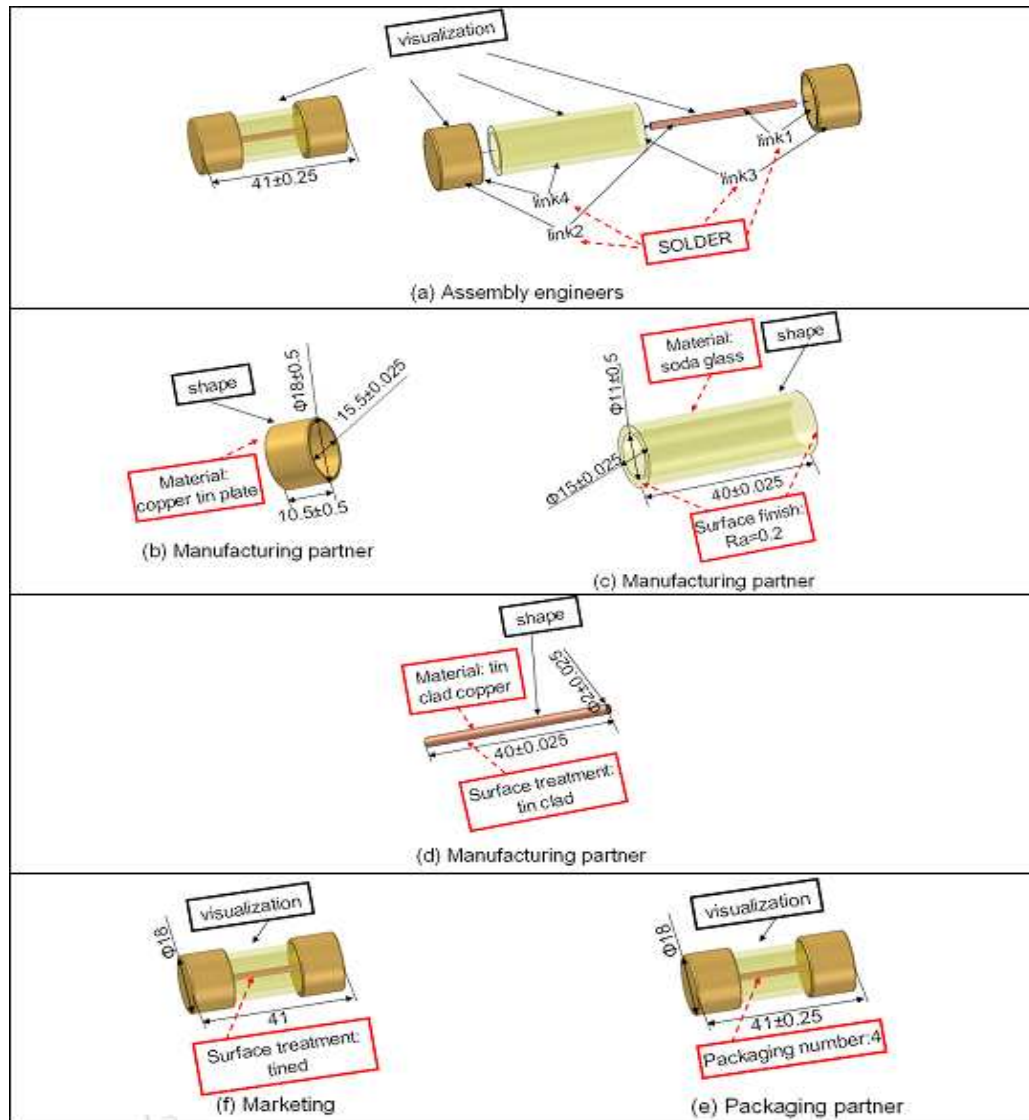 visualization
41±0.25
link1
link3
link4
link2
SOLDER
(a) Assembly engineers
shape
Φ18±0.5
15.5±0.025
Material:
copper tin plate
10.5±0.5
(b) Manufacturing partner
Material:
soda glass
shape
Φ11±0.5
Φ15±0.025
40±0.025
Surface finish:
Ra=0.2
(c) Manufacturing partner
shape
Material: tin
clad copper
Φ2±0.025
40±0.025
Surface treatment:
tin clad
(d) Manufacturing partner
visualization
Φ18
41
Surface treatment:
tined
(f) Marketing
visualization
Φ18
41±0.25
Packaging number:4
(e) Packaging partner